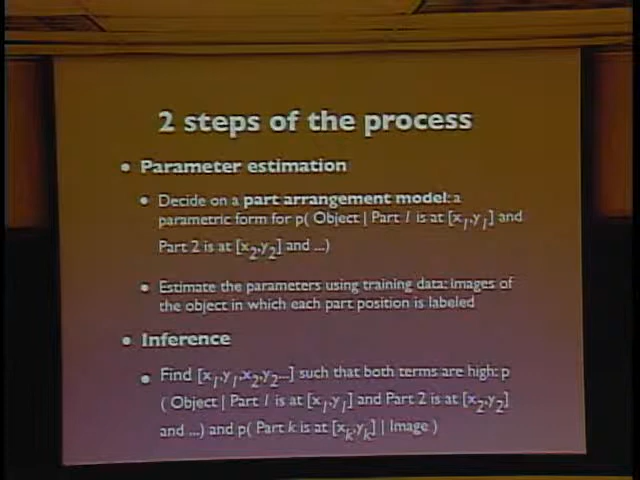 2 steps of the process
• Parameter estimation
• Decide on a part arrangement model: a
parametric form for p( Object | Part 1 is at [x1,y1] and
Part 2 is at [x2,y2] and ...)
• Estimate the parameters using training data: Images of
the object in which each part position is labeled
• Inference
• Find [x1,y1,x2,y2...] such that both terms are high: p
( Object | Part 1 is at [x1,y1] and Part 2 is at [x2,y2]
and ...) and p( Part k is at [xk,yk] | Image )